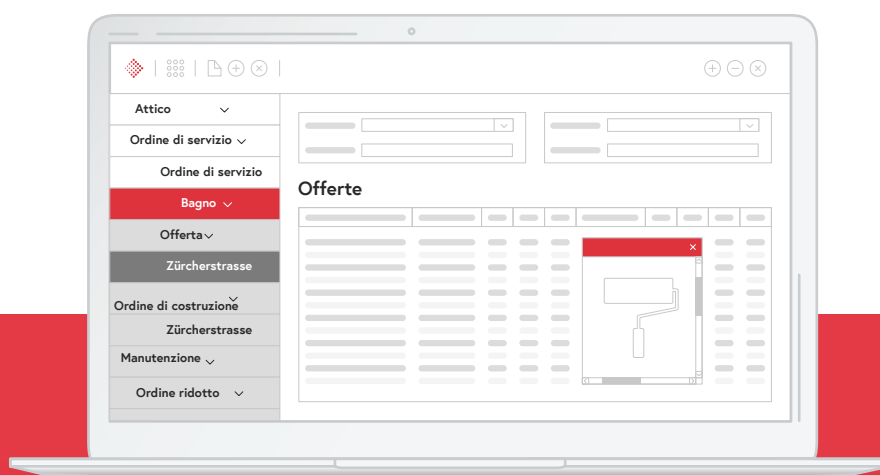 Attico
Ordine di servizio
Ordine di servizio
Bagno
Offerta
Zürcherstrasse
Ordine di costruzione
Zürcherstrasse
Manutenzione
Ordine ridotto
Offerte